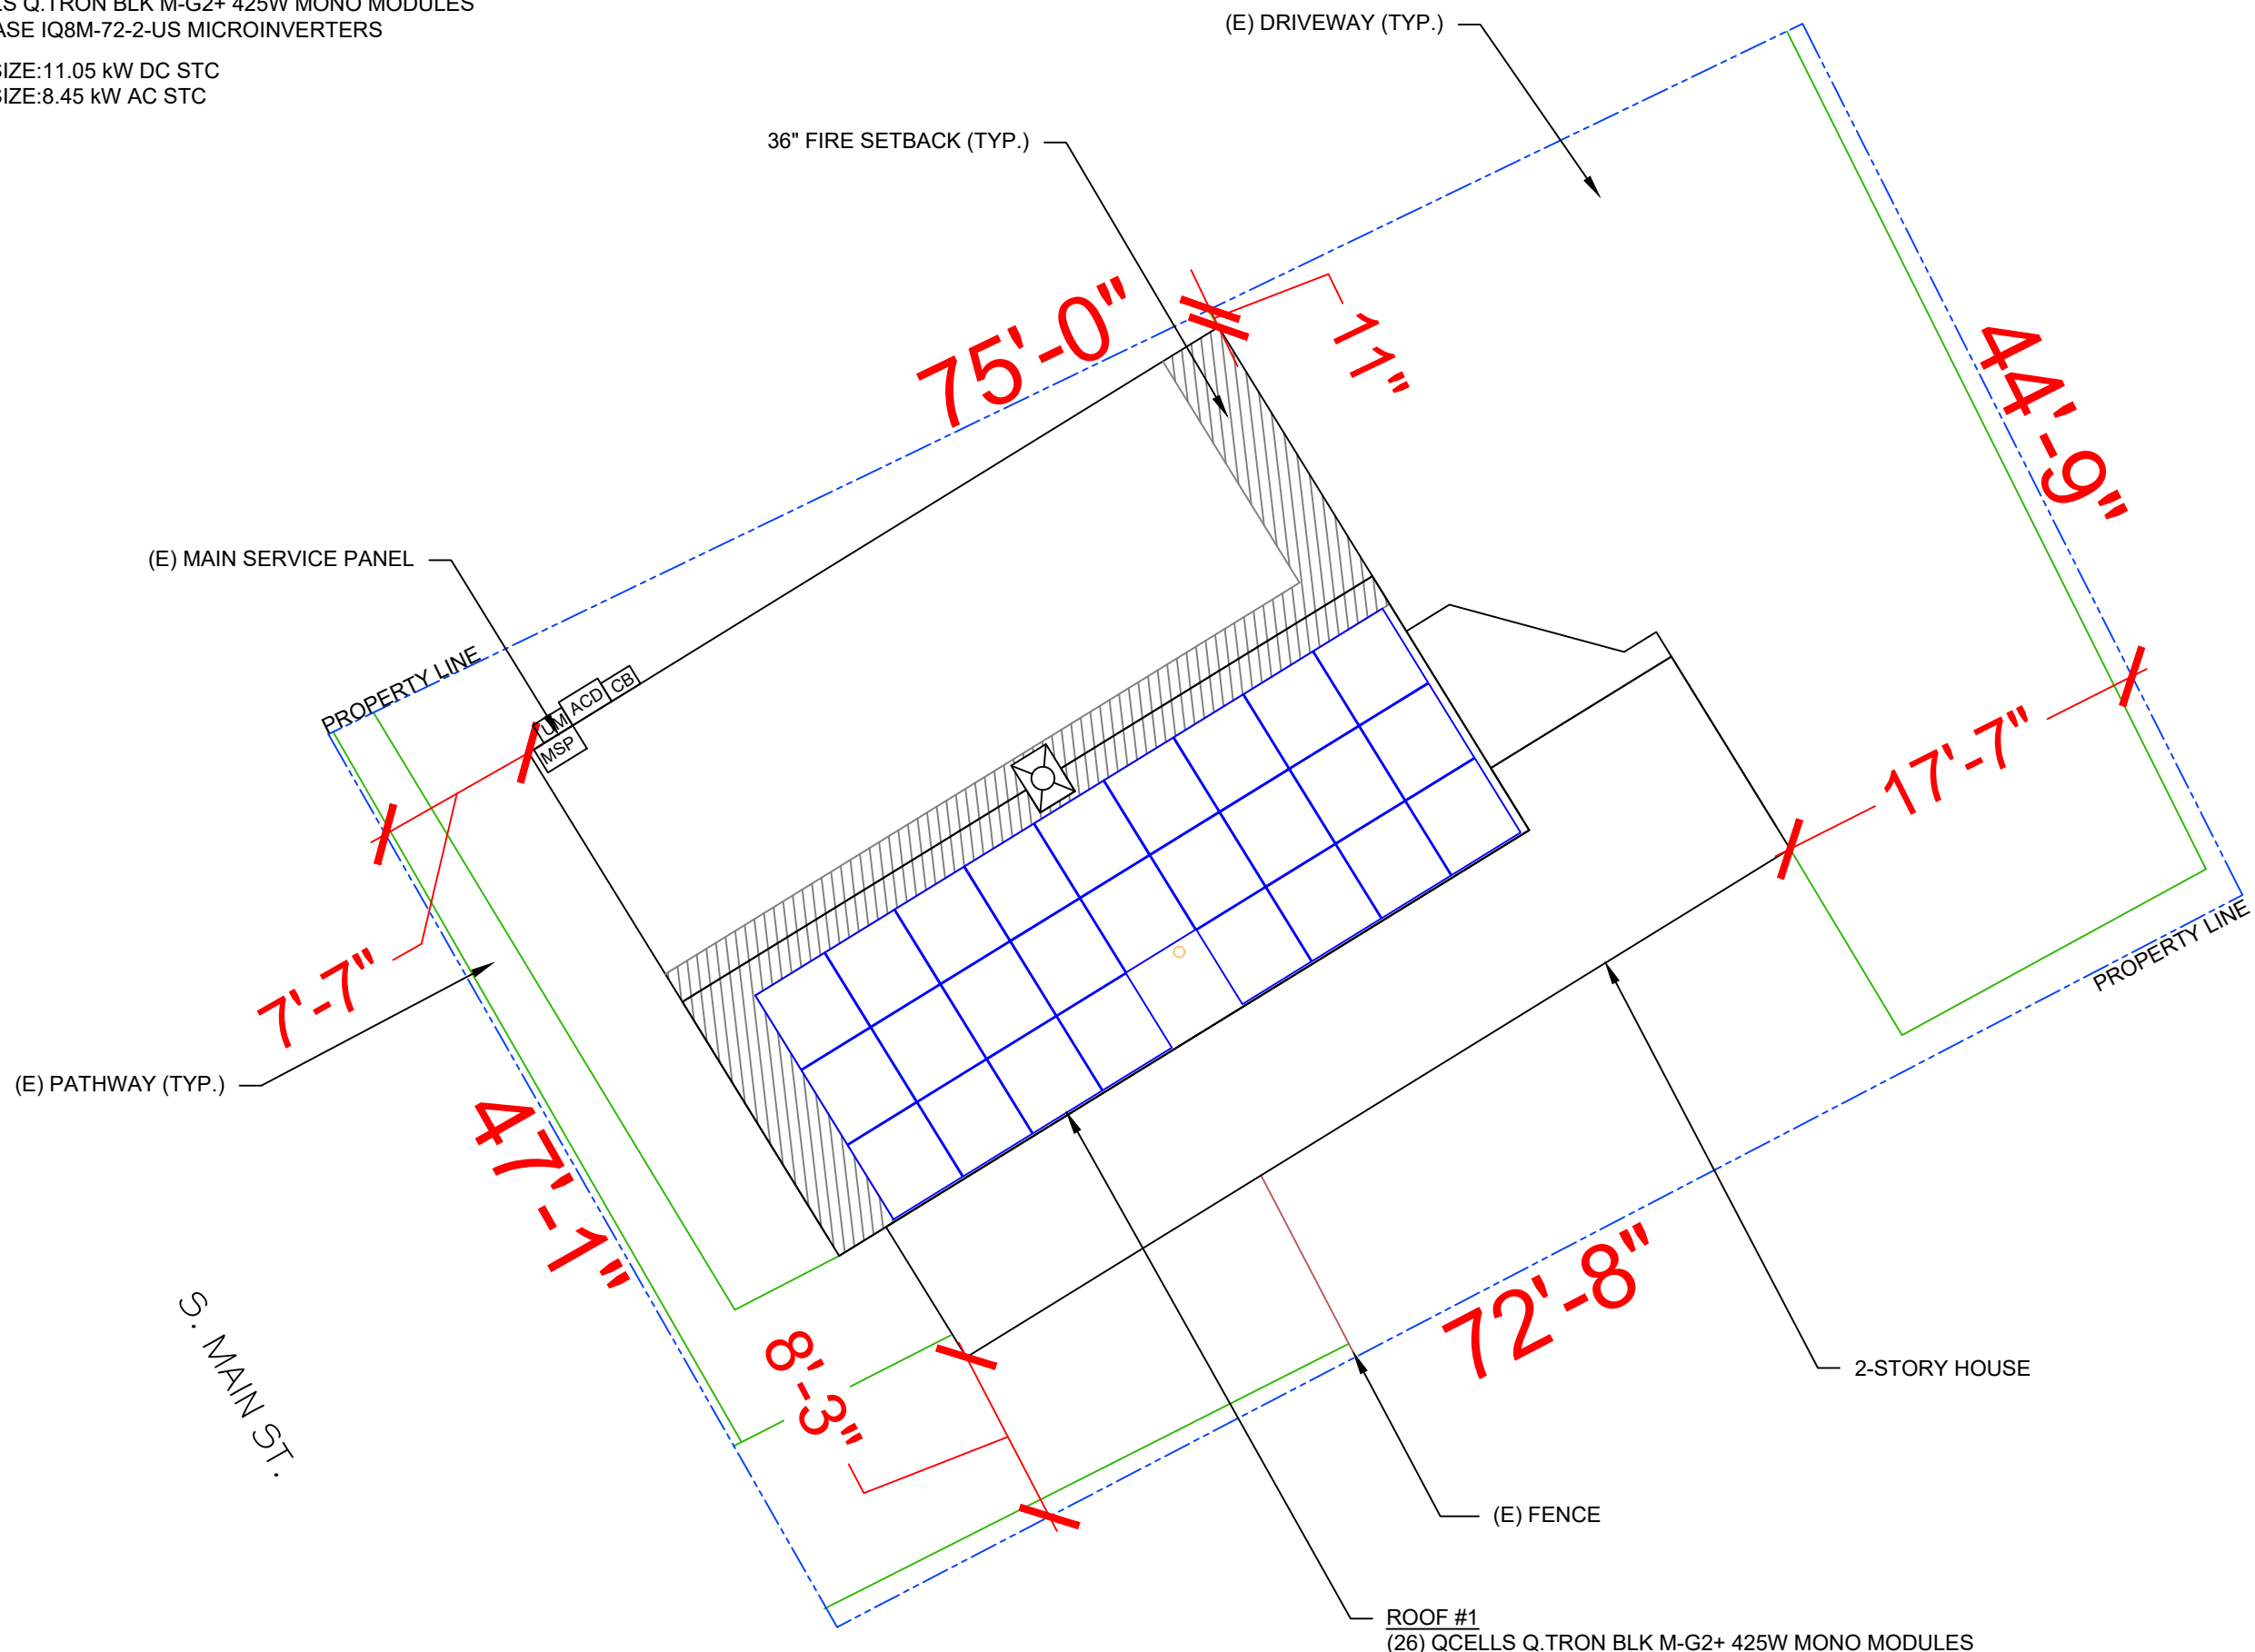 Q.TRON BLK M-G2+ 425W MONO MODULES
IQ8M-72-2-US MICROINVERTERS
SIZE:11.05 kW DC STC
SIZE:8.45 kW AC STC
(E) DRIVEWAY (TYP.)
36" FIRE SETBACK (TYP.)
75'-0"
11"
44'-9"
(E) MAIN SERVICE PANEL
PROPERTY LINE
UM
ACD
CB
MSP
17'-7"
7'-7"
PROPERTY LINE
(E) PATHWAY (TYP.)
47'-1"
72'-8"
8'-3"
S. MAIN ST.
2-STORY HOUSE
(E) FENCE
ROOF #1
(26) QCELLS Q.TRON BLK M-G2+ 425W MONO MODULES